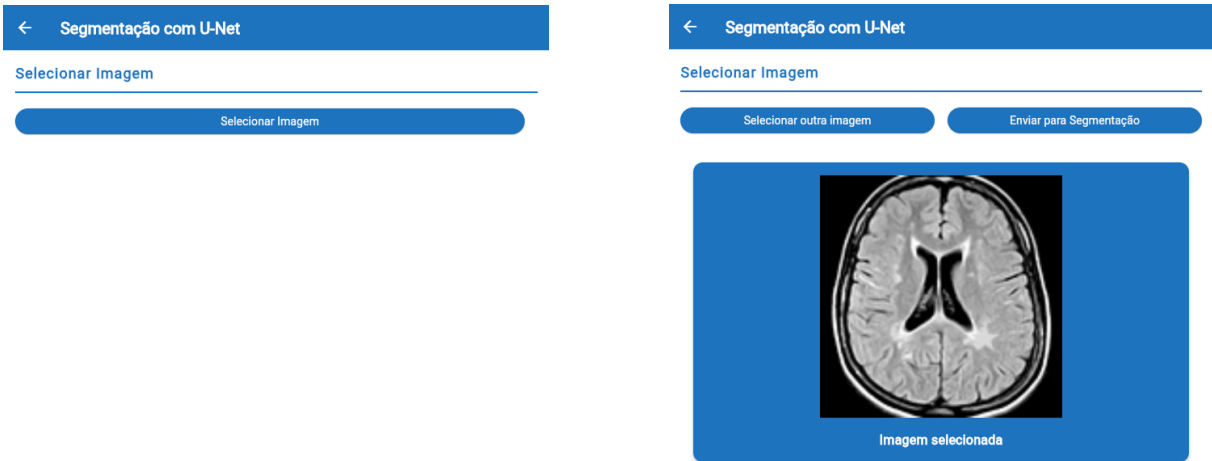 Segmentação com U-Net
Selecionar Imagem
Selecionar Imagem
Segmentação com U-Net
Selecionar Imagem
Selecionar outra imagem
Enviar para Segmentação
Imagem selecionada